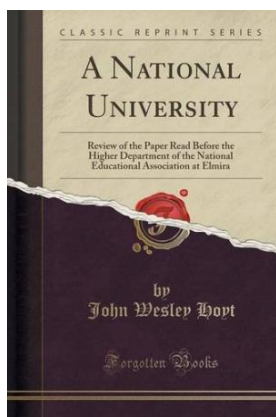 CLASSIC REPRINT SERIES
A NATIONAL
UNIVERSITY
Review of the Paper Read Before the
Higher Department of the National
Educational Association at Elmira
by
John Wesley Hoyt
Forgotten Books